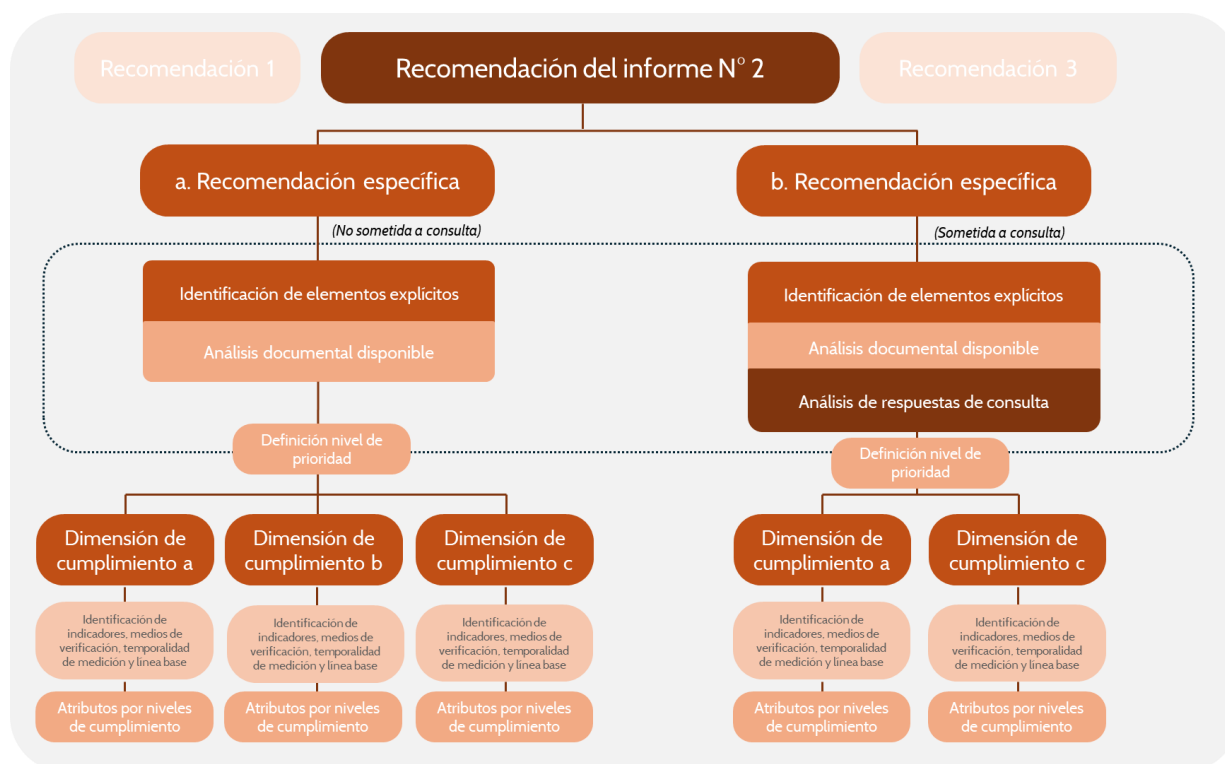 Recomendación 1
Recomendación del informe N° 2
Recomendación 3
a. Recomendación específica
b. Recomendación específica
(No sometida a consulta)
(Sometida a consulta)
Identificación de elementos explícitos
Análisis documental disponible
Identificación de elementos explícitos
Análisis documental disponible
Análisis de respuestas de consulta
Definición nivel de
prioridad
Definición nivel de
prioridad
Dimensión de
cumplimiento a
Dimensión de
cumplimiento b
Dimensión de
cumplimiento c
Dimensión de
cumplimiento a
Dimensión de
cumplimiento c
Identificación de
indicadores, medios de
verificación, temporalidad
de medición y línea base
Identificación de
indicadores, medios de
verificación, temporalidad
de medición y línea base
Identificación de
indicadores, medios de
verificación, temporalidad
de medición y línea base
Identificación de
indicadores, medios de
verificación, temporalidad
de medición y línea base
Identificación de
indicadores, medios de
verificación, temporalidad
de medición y línea base
Atributos por niveles
de cumplimiento
Atributos por niveles
de cumplimiento
Atributos por niveles
de cumplimiento
Atributos por niveles
de cumplimiento
Atributos por niveles
de cumplimiento